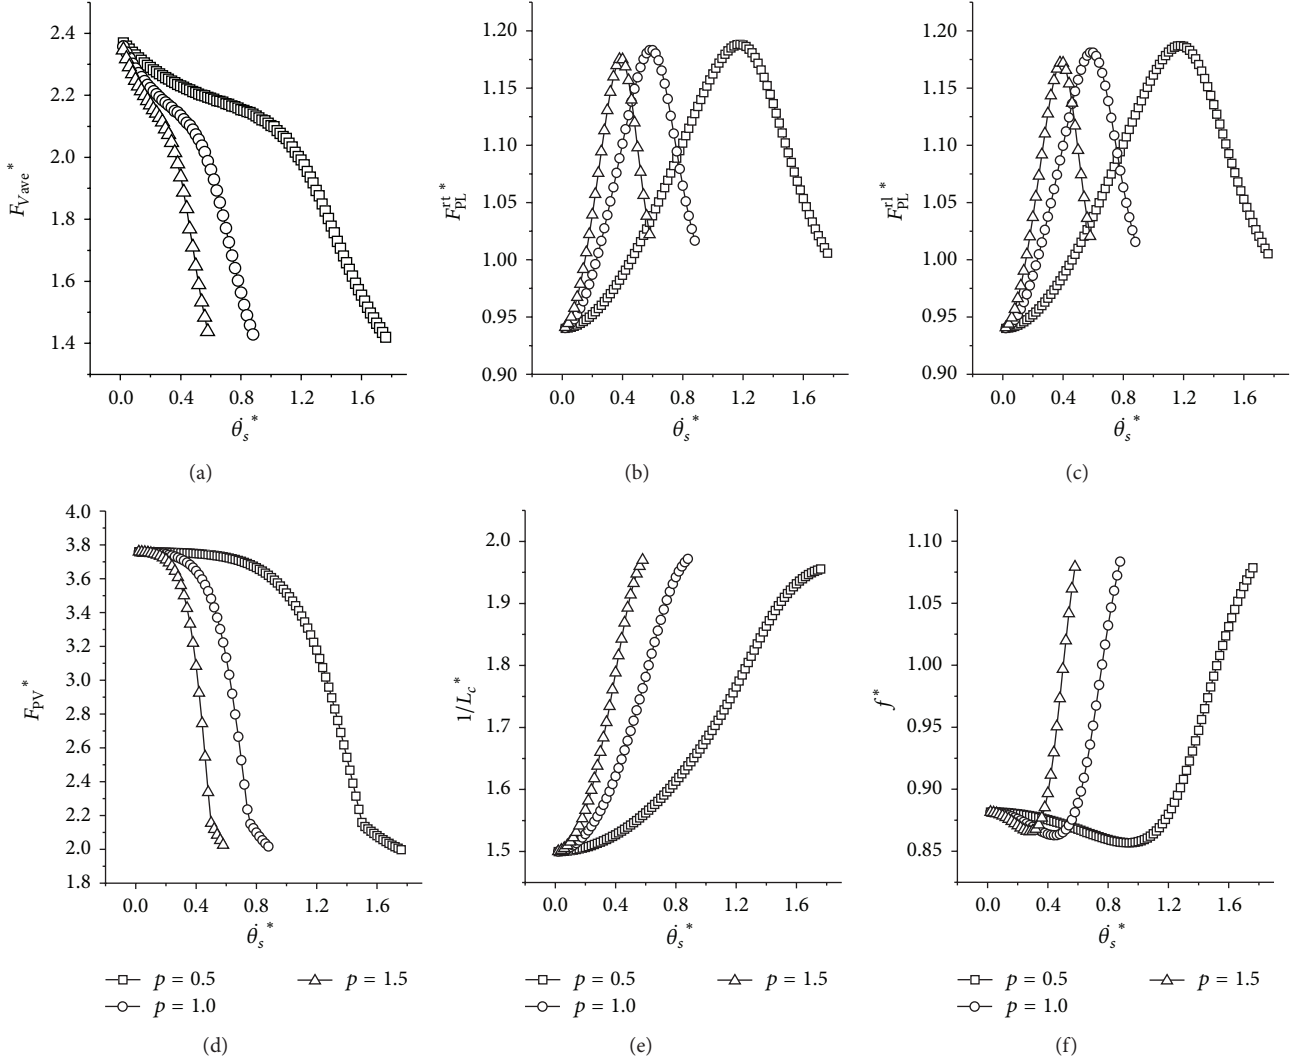 2.4
2.2
2.0
1.8
1.6
1.4
F_{Vave}*
0.0 0.4 0.8 1.2 1.6
θ̇_s*
(a)
1.20
1.15
1.10
1.05
1.00
0.95
0.90
F_{PL}^{rt}*
0.0 0.4 0.8 1.2 1.6
θ̇_s*
(b)
1.20
1.15
1.10
1.05
1.00
0.95
0.90
F_{PL}^{rl}*
0.0 0.4 0.8 1.2 1.6
θ̇_s*
(c)
4.0
3.8
3.6
3.4
3.2
3.0
2.8
2.6
2.4
2.2
2.0
1.8
F_{PV}*
0.0 0.4 0.8 1.2 1.6
θ̇_s*
p = 0.5 p = 1.5
p = 1.0
(d)
2.0
1.9
1.8
1.7
1.6
1.5
1/L_c*
0.0 0.4 0.8 1.2 1.6
θ̇_s*
p = 0.5 p = 1.5
p = 1.0
(e)
1.10
1.05
1.00
0.95
0.90
0.85
f*
0.0 0.4 0.8 1.2 1.6
θ̇_s*
p = 0.5 p = 1.5
p = 1.0
(f)